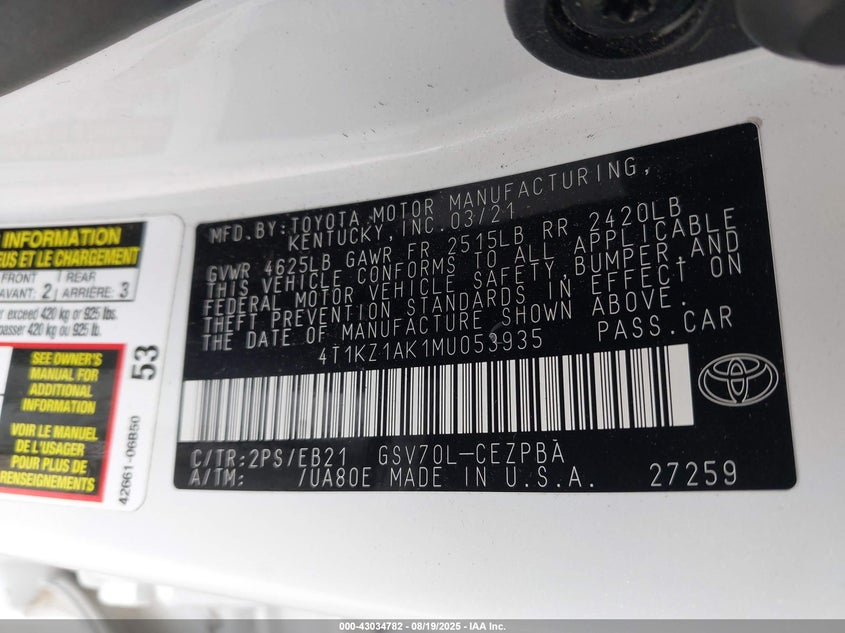 INFORMATION
EUS ET LE CHARGEMENT
FRONT
REAR
AVANT: 2
ARRIÈRE: 3
exceed 420 kg or 925 lbs.
passer 420 kg ou 925 lb.
SEE OWNER'S
MANUAL FOR
ADDITIONAL
INFORMATION
VOIR LE MANUEL
DE L'USAGER
POUR PLUS DE
RENSEIGNEMENTS
53
42661-06B50
MFD. BY: TOYOTA MOTOR MANUFACTURING,
KENTUCKY, INC. 03/21
GVWR 4625LB GAWR FR 2515LB RR 2420LB
THIS VEHICLE CONFORMS TO ALL APPLICABLE
FEDERAL MOTOR VEHICLE SAFETY, BUMPER, AND
THEFT PREVENTION STANDARDS IN EFFECT ON
THE DATE OF MANUFACTURE SHOWN ABOVE.
4T1KZ1AK1MU053935 PASS.CAR
C/TR: 2PS/EB21 GSV70L-CEZPBA
A/TM: /UA80E MADE IN U.S.A. 27259
000-43034782 - 08/19/2025 - IAA Inc.